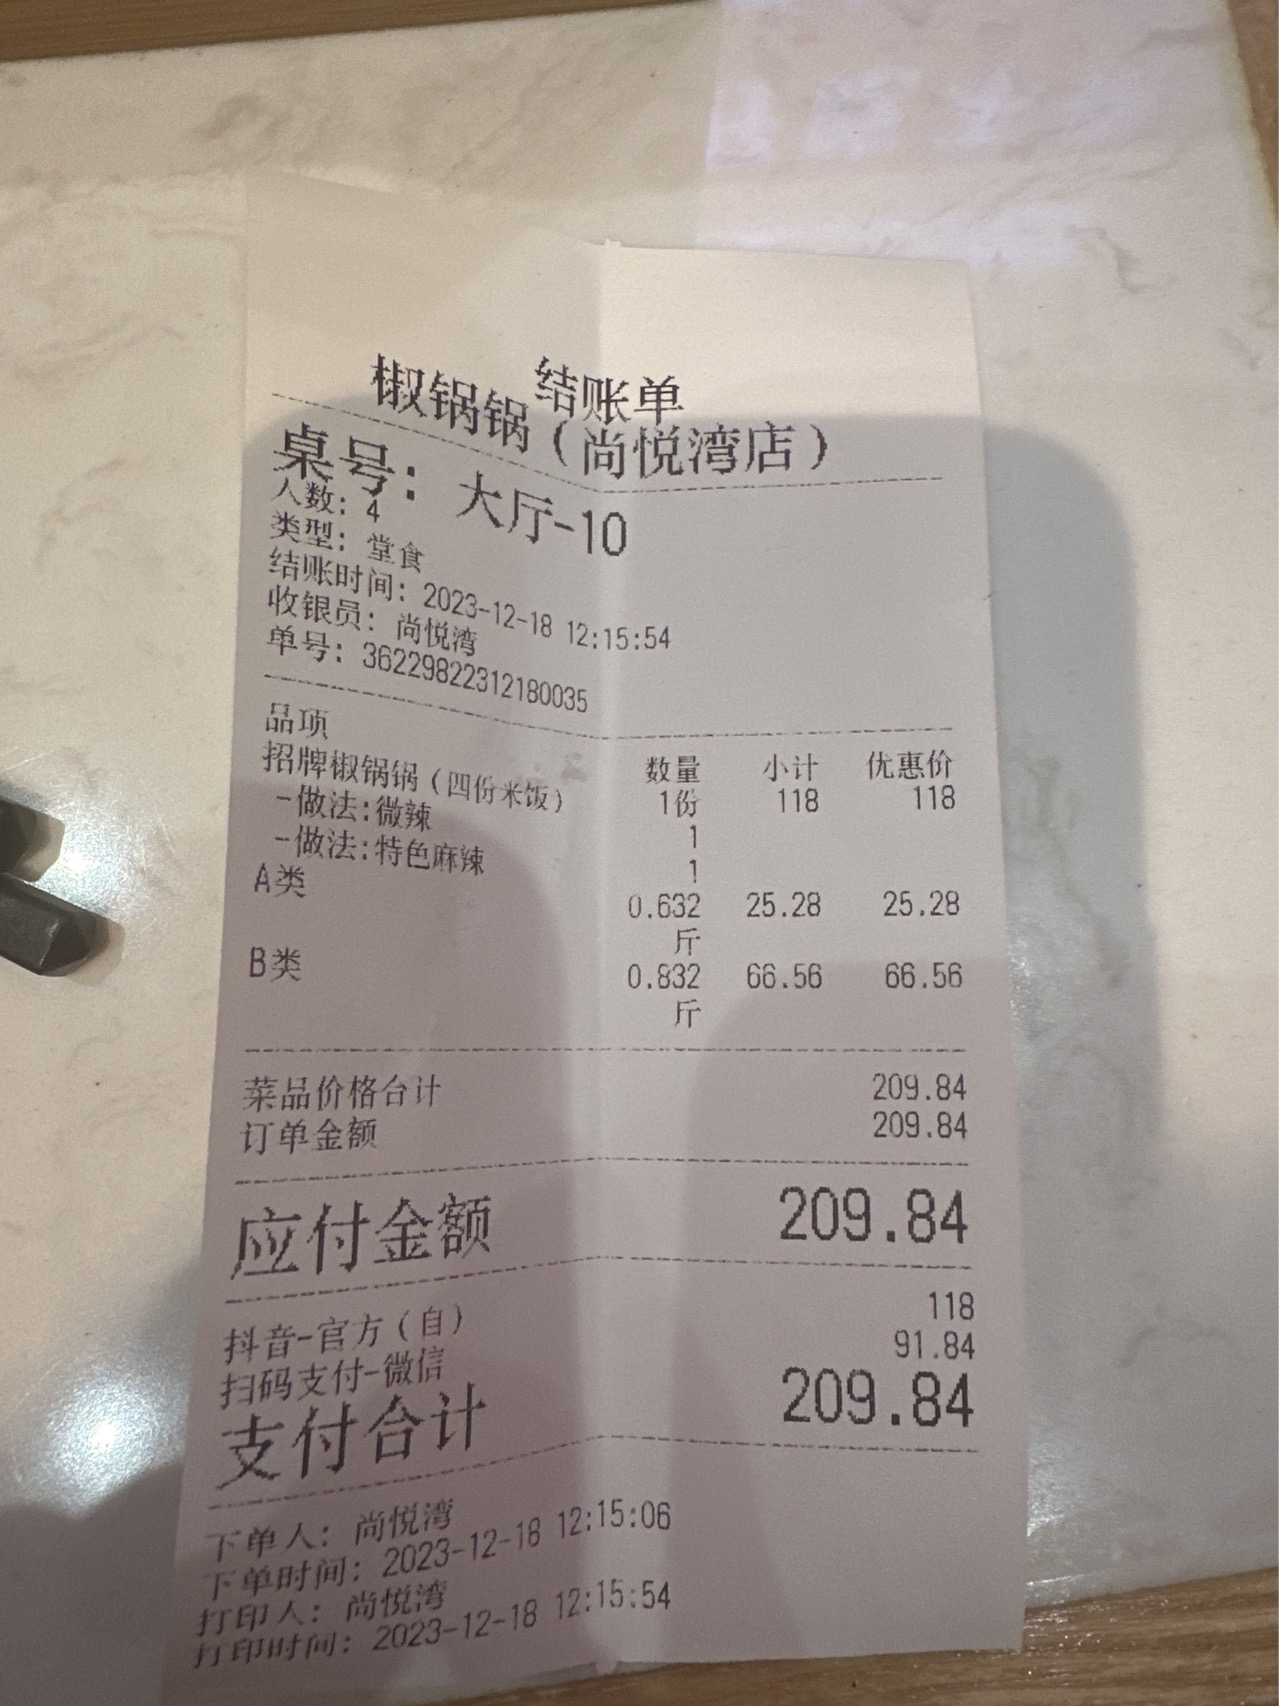 结账单
椒锅锅（尚悦湾店）
桌号： 大厅-10
人数：4
类型：堂食
结账时间：2023-12-18 12:15:54
收银员：尚悦湾
单号：36229822312180035
品项 数量 小计 优惠价
招牌椒锅锅（四份米饭） 1份 118 118
-做法:微辣 1
-做法:特色麻辣 1
A类 0.632 25.28 25.28
斤
B类 0.832 66.56 66.56
斤
菜品价格合计 209.84
订单金额 209.84
应付金额 209.84
抖音-官方（自） 118
扫码支付-微信 91.84
支付合计 209.84
下单人：尚悦湾
下单时间：2023-12-18 12:15:06
打印人：尚悦湾
打印时间：2023-12-18 12:15:54